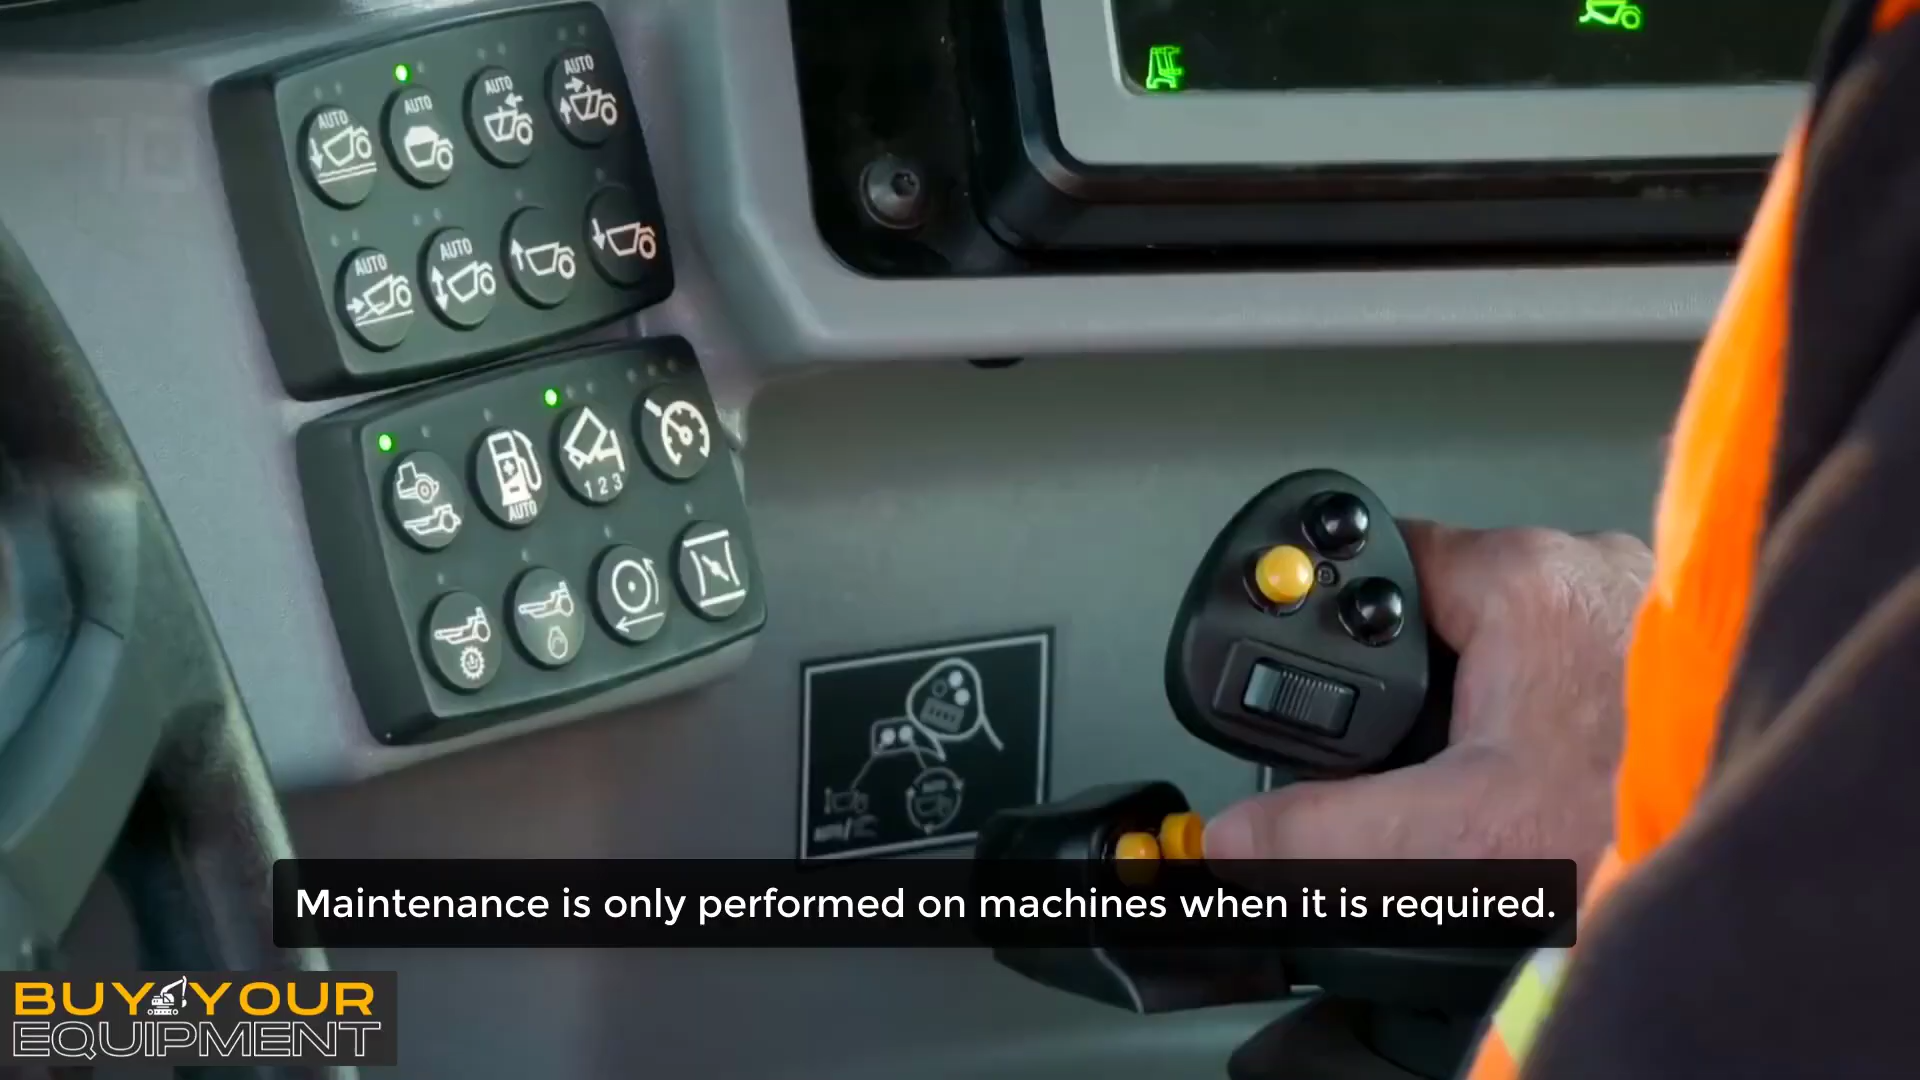 AUTO
AUTO
AUTO
AUTO
AUTO
AUTO
AUTO
1 2 3
Maintenance is only performed on machines when it is required.
BUY YOUR
EQUIPMENT